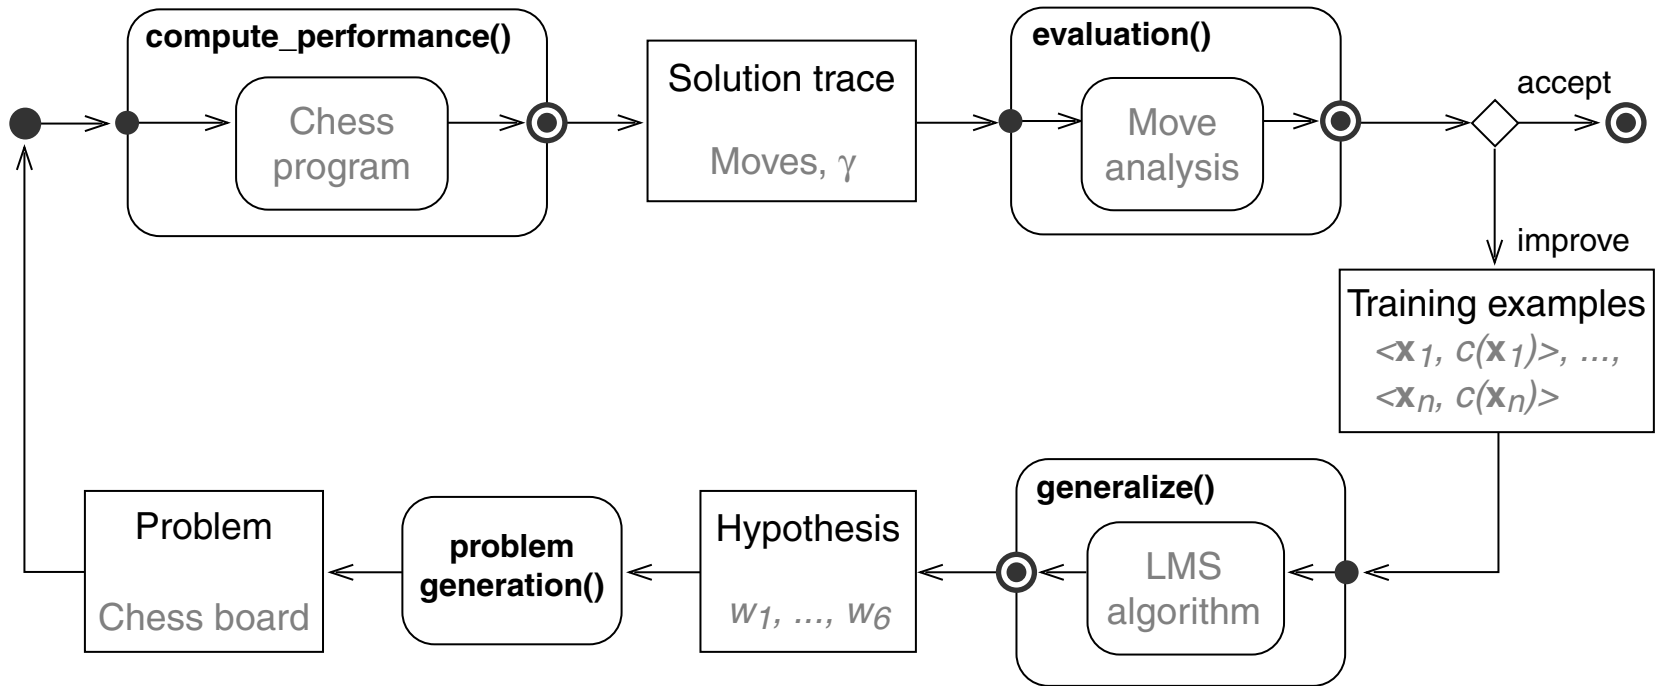 compute_performance()
Chess
program
Solution trace
Moves, γ
evaluation()
Move
analysis
accept
improve
Training examples
<x1, c(x1)>, ...,
<xn, c(xn)>
generalize()
LMS
algorithm
Hypothesis
w1, ..., w6
problem
generation()
Problem
Chess board